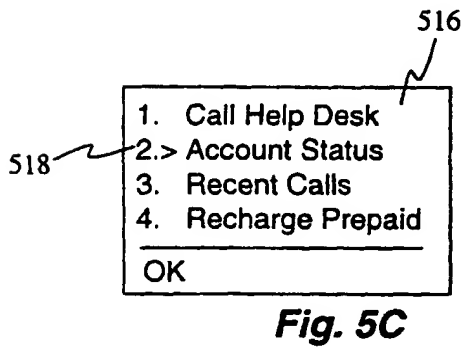 516
1. Call Help Desk
518
2.> Account Status
3. Recent Calls
4. Recharge Prepaid
OK
Fig. 5C